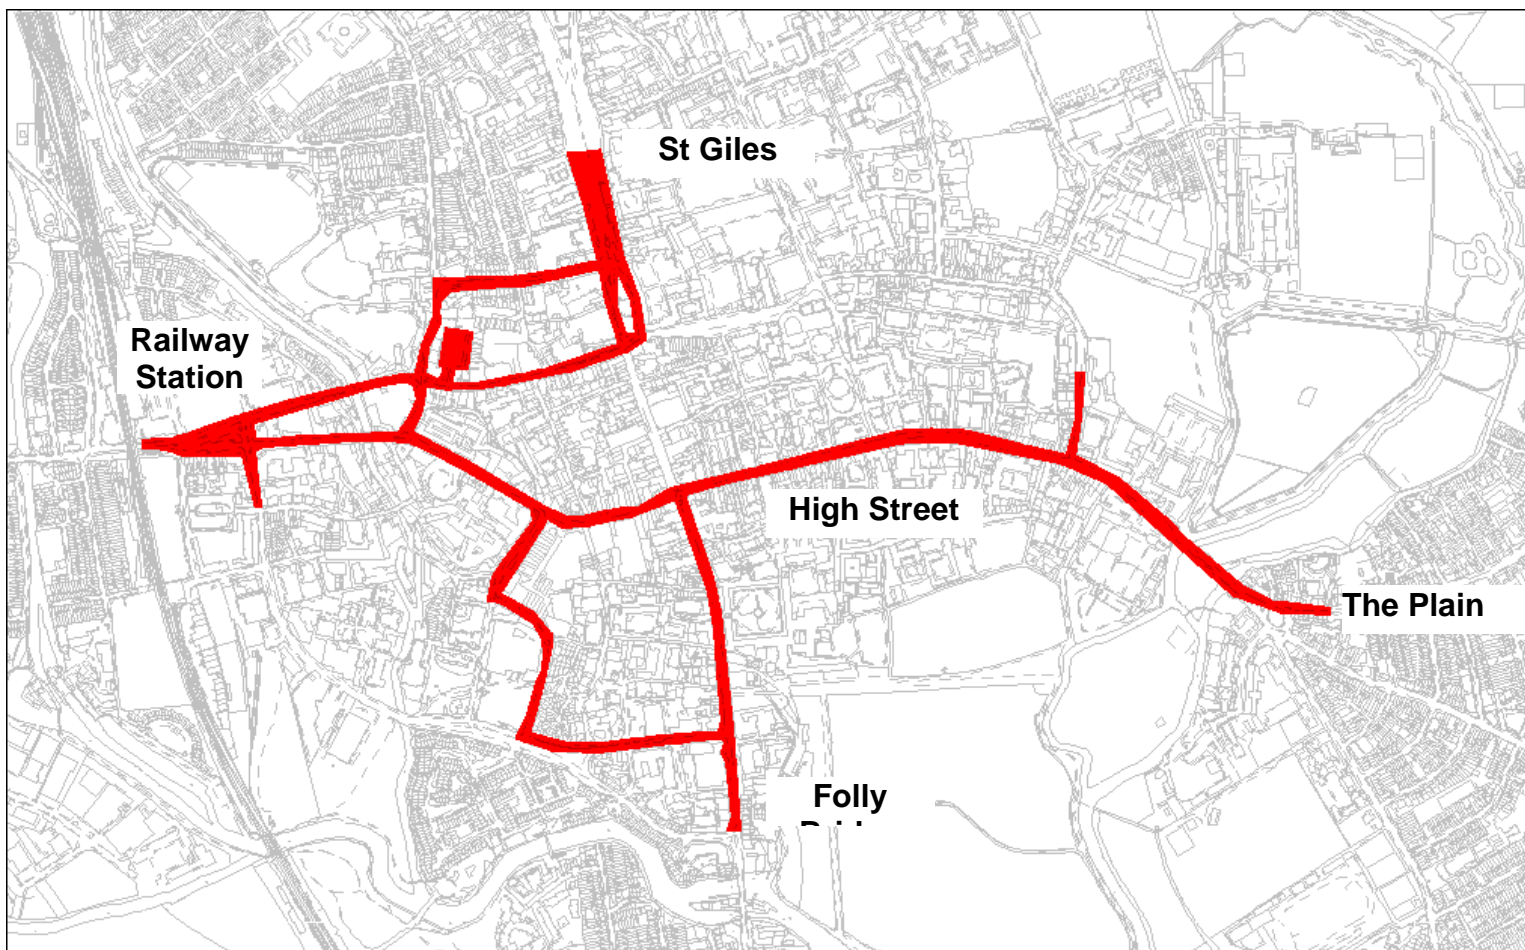 St Giles
Railway
Station
High Street
The Plain
Folly